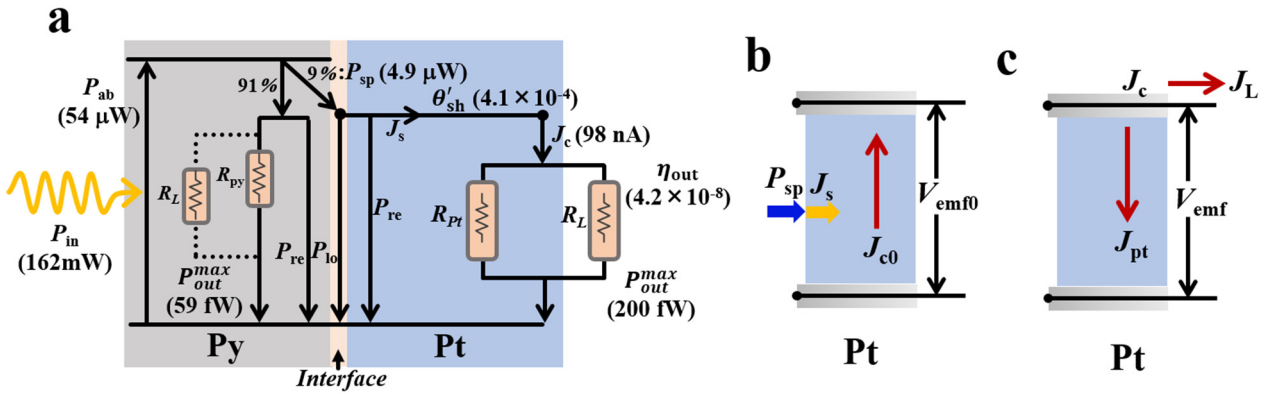 a
P_ab
(54 μW)
91%
9%:P_sp (4.9 μW)
θ′_sh (4.1×10^-4)
J_s
J_c (98 nA)
R_L
R_py
P_in
(162mW)
P_out^max
(59 fW)
P_re
P_lo
P_re
R_Pt
R_L
η_out
(4.2×10^-8)
P_out^max
(200 fW)
Py
Pt
Interface
b
P_sp
J_s
J_c0
V_emf0
Pt
c
J_c
J_L
J_pt
V_emf
Pt